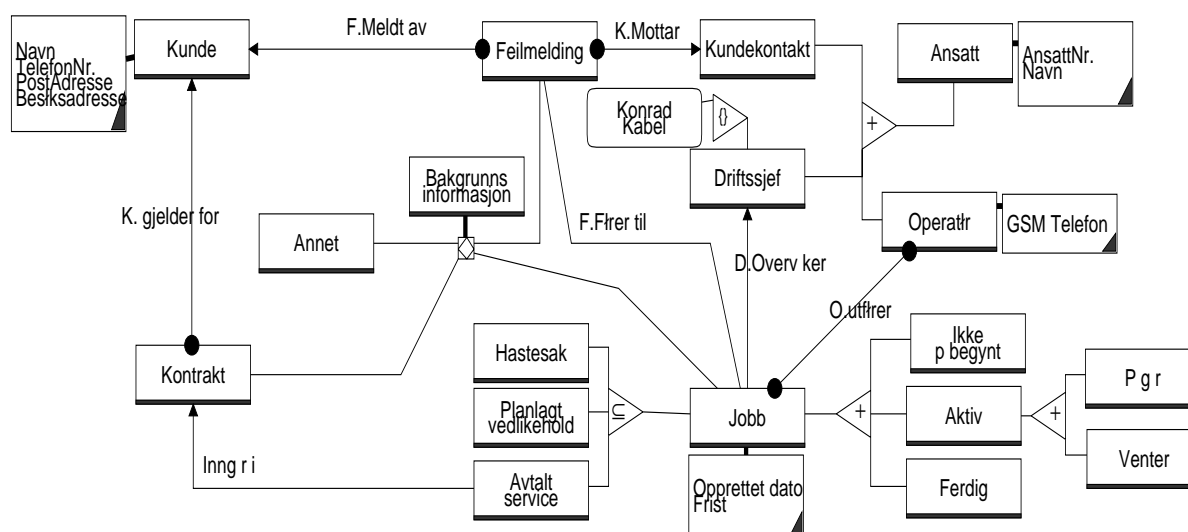 F.Meldt av
K.Mottar
Kunde
Feilmelding
Kundekontakt
Ansatt
Navn
TelefonNr.
PostAdresse
Besłksadresse
AnsattNr.
Navn
Konrad
Kabel
{}
+
Driftssjef
Bakgrunns
informasjon
K. gjelder for
Annet
F.Fłrer til
Operatłr
GSM Telefon
D.Overv ker
O.utfłrer
Kontrakt
Hastesak
Planlagt
vedlikehold
Avtalt
service
⊆
Jobb
+
Ikke
p begynt
Aktiv
Ferdig
+
P g r
Venter
Inng r i
Opprettet dato
Frist